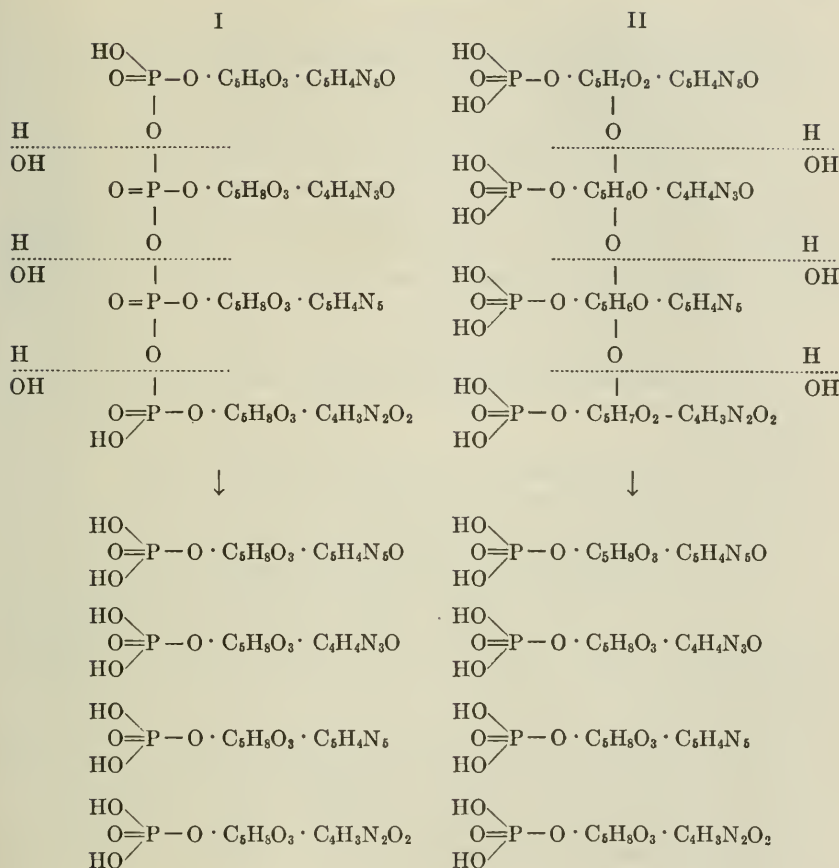 I II
HO
O=P—O · C₅H₈O₃ · C₅H₄N₅O
O
H
OH
O=P—O · C₅H₈O₃ · C₄H₄N₃O
O
H
OH
O=P—O · C₅H₈O₃ · C₅H₄N₅
O
H
OH
O=P—O · C₅H₈O₃ · C₄H₃N₂O₂
HO
↓
HO
O=P—O · C₅H₈O₃ · C₅H₄N₅O
HO
HO
O=P—O · C₅H₈O₃ · C₄H₄N₃O
HO
HO
O=P—O · C₅H₈O₃ · C₅H₄N₅
HO
HO
O=P—O · C₅H₈O₃ · C₄H₃N₂O₂
HO
HO
O=P—O · C₅H₇O₂ · C₅H₄N₅O
HO
O
H
OH
HO
O=P—O · C₅H₆O · C₄H₄N₃O
HO
O
H
OH
HO
O=P—O · C₅H₆O · C₅H₄N₅
HO
O
H
OH
HO
O=P—O · C₅H₇O₂ - C₄H₃N₂O₂
HO
↓
HO
O=P—O · C₅H₈O₃ · C₅H₄N₅O
HO
HO
O=P—O · C₅H₈O₃ · C₄H₄N₃O
HO
HO
O=P—O · C₅H₈O₃ · C₅H₄N₅
HO
HO
O=P—O · C₅H₈O₃ · C₄H₃N₂O₂
HO